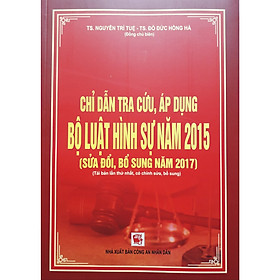 TS. NGUYỄN TRÍ TUỆ - TS. ĐỖ ĐỨC HỒNG HÀ
(Đồng chủ biên)
CHỈ DẪN TRA CỨU, ÁP DỤNG
BỘ LUẬT HÌNH SỰ NĂM 2015
(SỬA ĐỔI, BỔ SUNG NĂM 2017)
(Tái bản lần thứ nhất, có chỉnh sửa, bổ sung)
NHÀ XUẤT BẢN CÔNG AN NHÂN DÂN